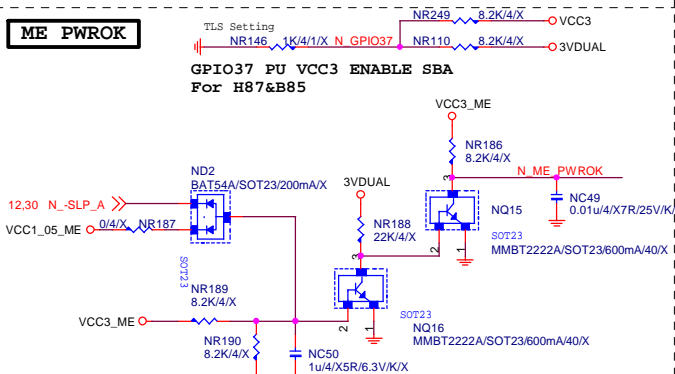 ME PWROK
TLS Setting
NR249 8.2K/4/X VCC3
NR146 1K/4/1/X N_GPIO37 NR110 8.2K/4/X 3VDUAL
GPIO37 PU VCC3 ENABLE SBA
For H87&B85
VCC3_ME
NR186
8.2K/4/X
N_ME_PWROK
3
NC49
0.01u/4/X7R/25V/K/
NQ15
2
1
SOT23
MMBT2222A/SOT23/600mA/40/X
ND2
BAT54A/SOT23/200mA/X
12,30 N_-SLP_A
VCC1_05_ME 0/4/X NR187
SOT23
3VDUAL
NR188
22K/4/X
3
2
1
SOT23
NQ16
MMBT2222A/SOT23/600mA/40/X
NR189
8.2K/4/X
VCC3_ME
NR190
8.2K/4/X
NC50
1u/4/X5R/6.3V/K/X